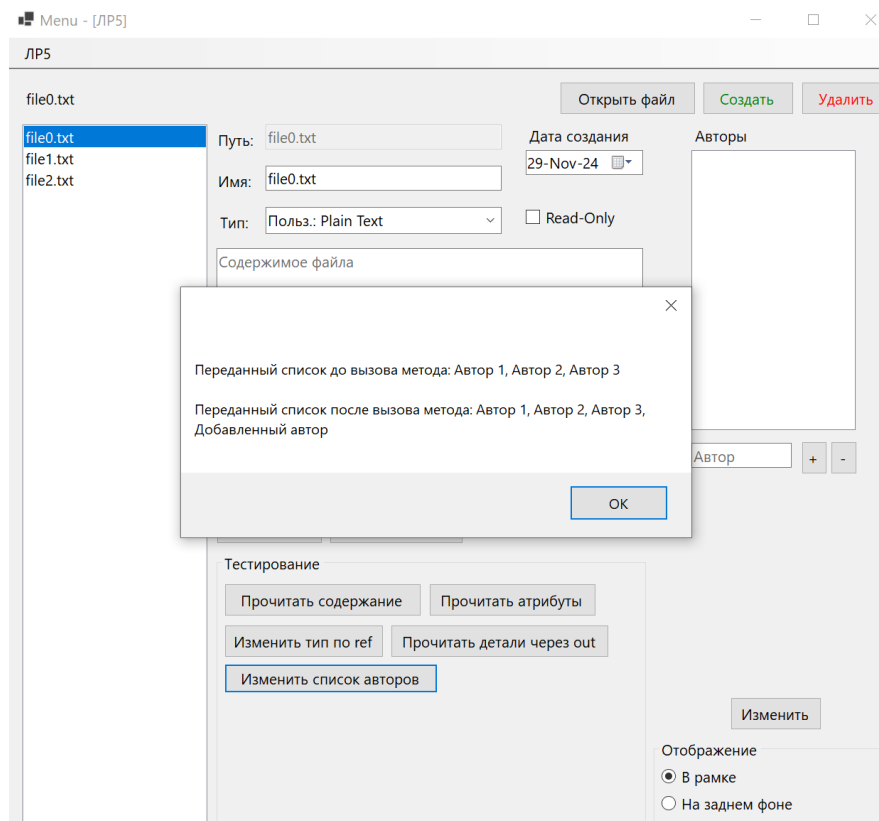 Menu - [ЛР5]
ЛР5
file0.txt
Открыть файл
Создать
Удалить
file0.txt
file1.txt
file2.txt
Путь:
file0.txt
Дата создания
Авторы
29-Nov-24
Имя:
file0.txt
Тип:
Польз.: Plain Text
Read-Only
Содержимое файла
Переданный список до вызова метода: Автор 1, Автор 2, Автор 3
Переданный список после вызова метода: Автор 1, Автор 2, Автор 3,
Добавленный автор
ОК
Автор
+
-
Тестирование
Прочитать содержание
Прочитать атрибуты
Изменить тип по ref
Прочитать детали через out
Изменить список авторов
Изменить
Отображение
В рамке
На заднем фоне